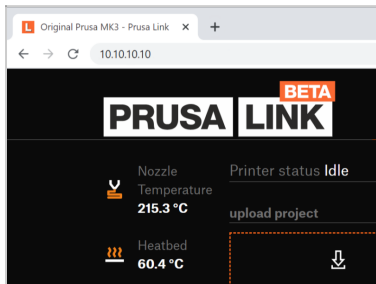 Original Prusa MK3 - Prusa Link
10.10.10.10
BETA
PRUSA LINK
Nozzle
Temperature
215.3 °C
Printer status Idle
upload project
Heatbed
60.4 °C